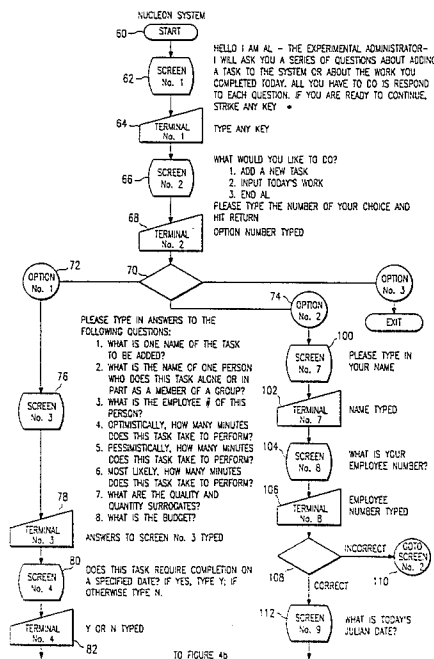 NUCLEON SYSTEM
60
START
HELLO I AM AL - THE EXPERIMENTAL ADMINISTRATOR-
I WILL ASK YOU A SERIES OF QUESTIONS ABOUT ADDING
A TASK TO THE SYSTEM OR ABOUT THE WORK YOU
COMPLETED TODAY. ALL YOU HAVE TO DO IS RESPOND
TO EACH QUESTION. IF YOU ARE READY TO CONTINUE,
STRIKE ANY KEY
62
SCREEN
No. 1
64
TERMINAL
No. 1
TYPE ANY KEY
66
SCREEN
No. 2
WHAT WOULD YOU LIKE TO DO?
1. ADD A NEW TASK
2. INPUT TODAY'S WORK
3. END AL
PLEASE TYPE THE NUMBER OF YOUR CHOICE AND
HIT RETURN
68
TERMINAL
No. 2
OPTION NUMBER TYPED
72
OPTION
No. 1
70
74
OPTION
No. 2
OPTION
No. 3
EXIT
PLEASE TYPE IN ANSWERS TO THE
FOLLOWING QUESTIONS:
1. WHAT IS ONE NAME OF THE TASK
TO BE ADDED?
2. WHAT IS THE NAME OF ONE PERSON
WHO DOES THIS TASK ALONE OR IN
PART AS A MEMBER OF A GROUP?
3. WHAT IS THE EMPLOYEE # OF THIS
PERSON?
4. OPTIMISTICALLY, HOW MANY MINUTES
DOES THIS TASK TAKE TO PERFORM?
5. PESSIMISTICALLY, HOW MANY MINUTES
DOES THIS TASK TAKE TO PERFORM?
6. MOST LIKELY, HOW MANY MINUTES
DOES THIS TASK TAKE TO PERFORM?
7. WHAT ARE THE QUALITY AND
QUANTITY SURROGATES?
8. WHAT IS THE BUDGET?
76
SCREEN
No. 3
78
TERMINAL
No. 3
ANSWERS TO SCREEN No. 3 TYPED
80
SCREEN
No. 4
DOES THIS TASK REQUIRE COMPLETION ON
A SPECIFIED DATE? IF YES, TYPE Y; IF
OTHERWISE TYPE N.
TERMINAL
No. 4
Y OR N TYPED
82
100
SCREEN
No. 7
PLEASE TYPE IN
YOUR NAME
102
TERMINAL
No. 7
NAME TYPED
104
SCREEN
No. 8
WHAT IS YOUR
EMPLOYEE NUMBER?
106
TERMINAL
No. 8
EMPLOYEE
NUMBER TYPED
108
INCORRECT
GOTO
SCREEN
No. 2
110
CORRECT
112
SCREEN
No. 9
WHAT IS TODAY'S
JULIAN DATE?
TO FIGURE 4b